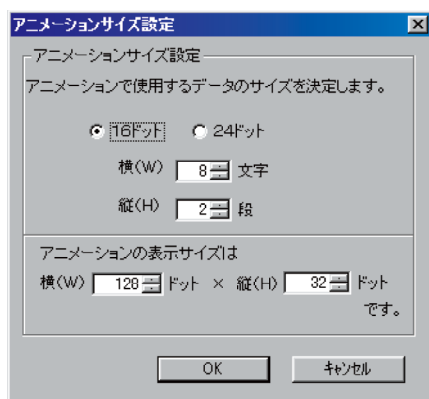 アニメーションサイズ設定
アニメーションサイズ設定
アニメーションで使用するデータのサイズを決定します。
16ドット 24ドット
横(W) 8 文字
縦(H) 2 段
アニメーションの表示サイズは
横(W) 128 ドット × 縦(H) 32 ドット
です。
OK キャンセル